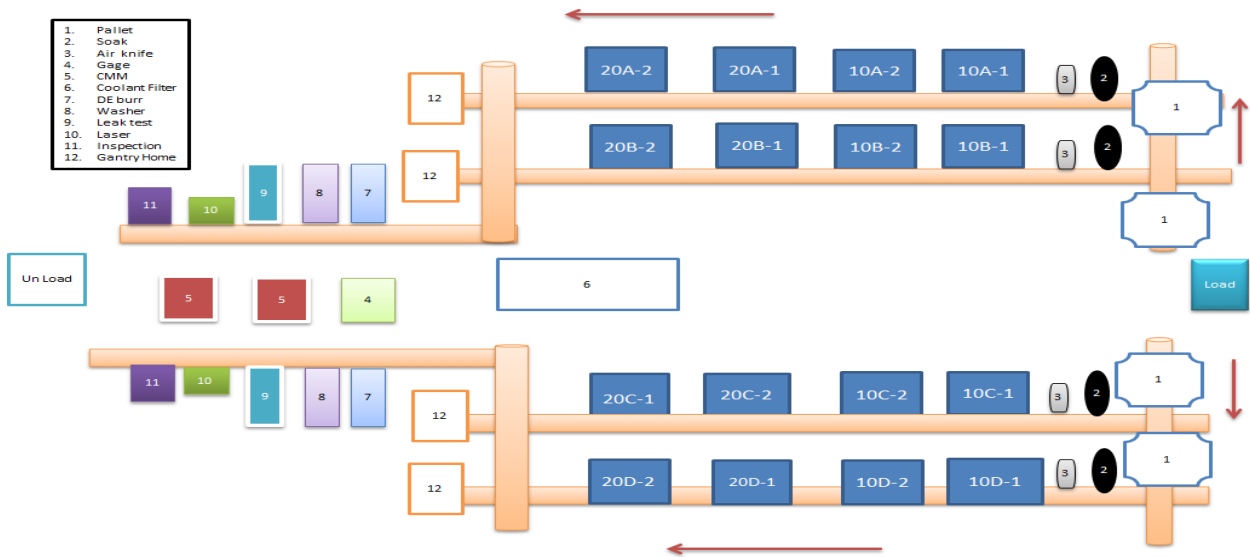 1. Pallet
2. Soak
3. Air knife
4. Gage
5. CMM
6. Coolant Filter
7. DE burr
8. Washer
9. Leak test
10. Laser
11. Inspection
12. Gantry Home
20A-2 20A-1 10A-2 10A-1 3 2
12
1
20B-2 20B-1 10B-2 10B-1 3 2
12
11 10 9 8 7
1
Un Load
5 5 4
6
Load
11 10 9 8 7
1
20C-1 20C-2 10C-2 10C-1 3 2
12
1
20D-2 20D-1 10D-2 10D-1 3 2
12